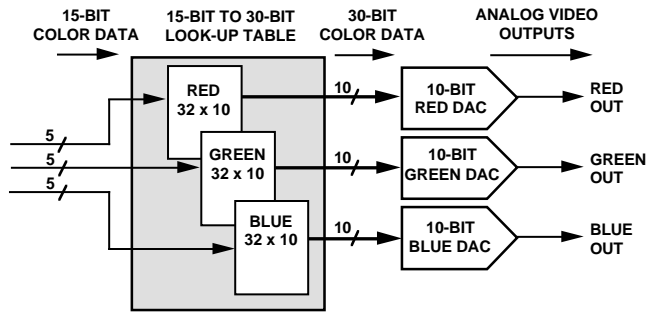 15-BIT
COLOR DATA
15-BIT TO 30-BIT
LOOK-UP TABLE
30-BIT
COLOR DATA
ANALOG VIDEO
OUTPUTS
RED
32 x 10
10
10-BIT
RED DAC
RED
OUT
5
5
5
GREEN
32 x 10
10
10-BIT
GREEN DAC
GREEN
OUT
BLUE
32 x 10
10
10-BIT
BLUE DAC
BLUE
OUT